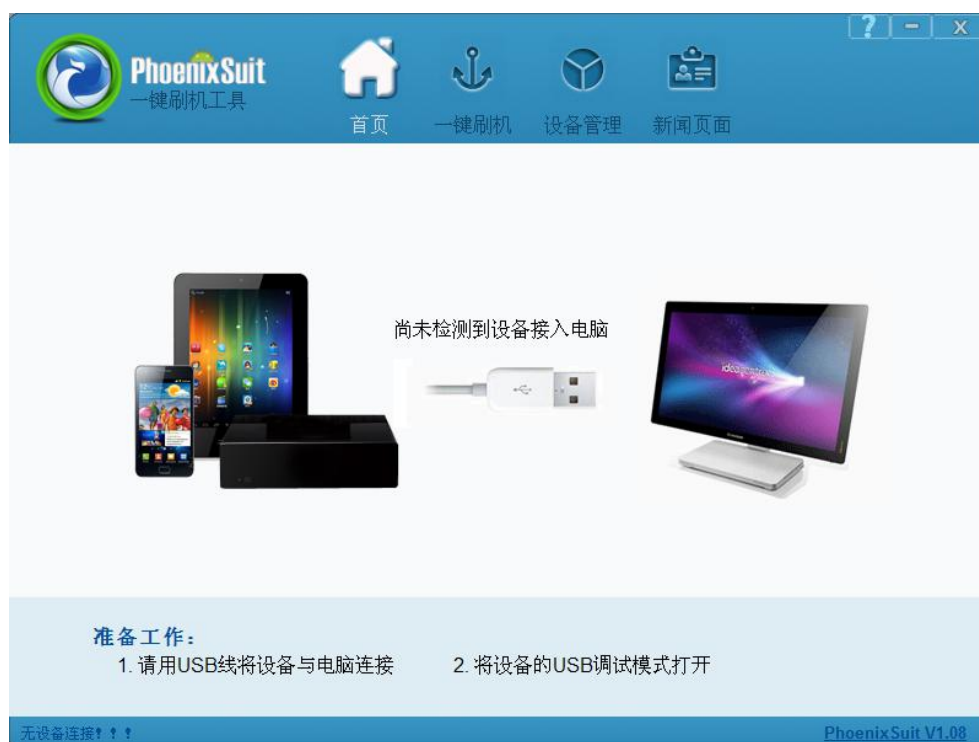 PhoenixSuit
一键刷机工具
首页
一键刷机
设备管理
新闻页面
尚未检测到设备接入电脑
准备工作：
1. 请用USB线将设备与电脑连接
2. 将设备的USB调试模式打开
无设备连接！！！
PhoenixSuit V1.08